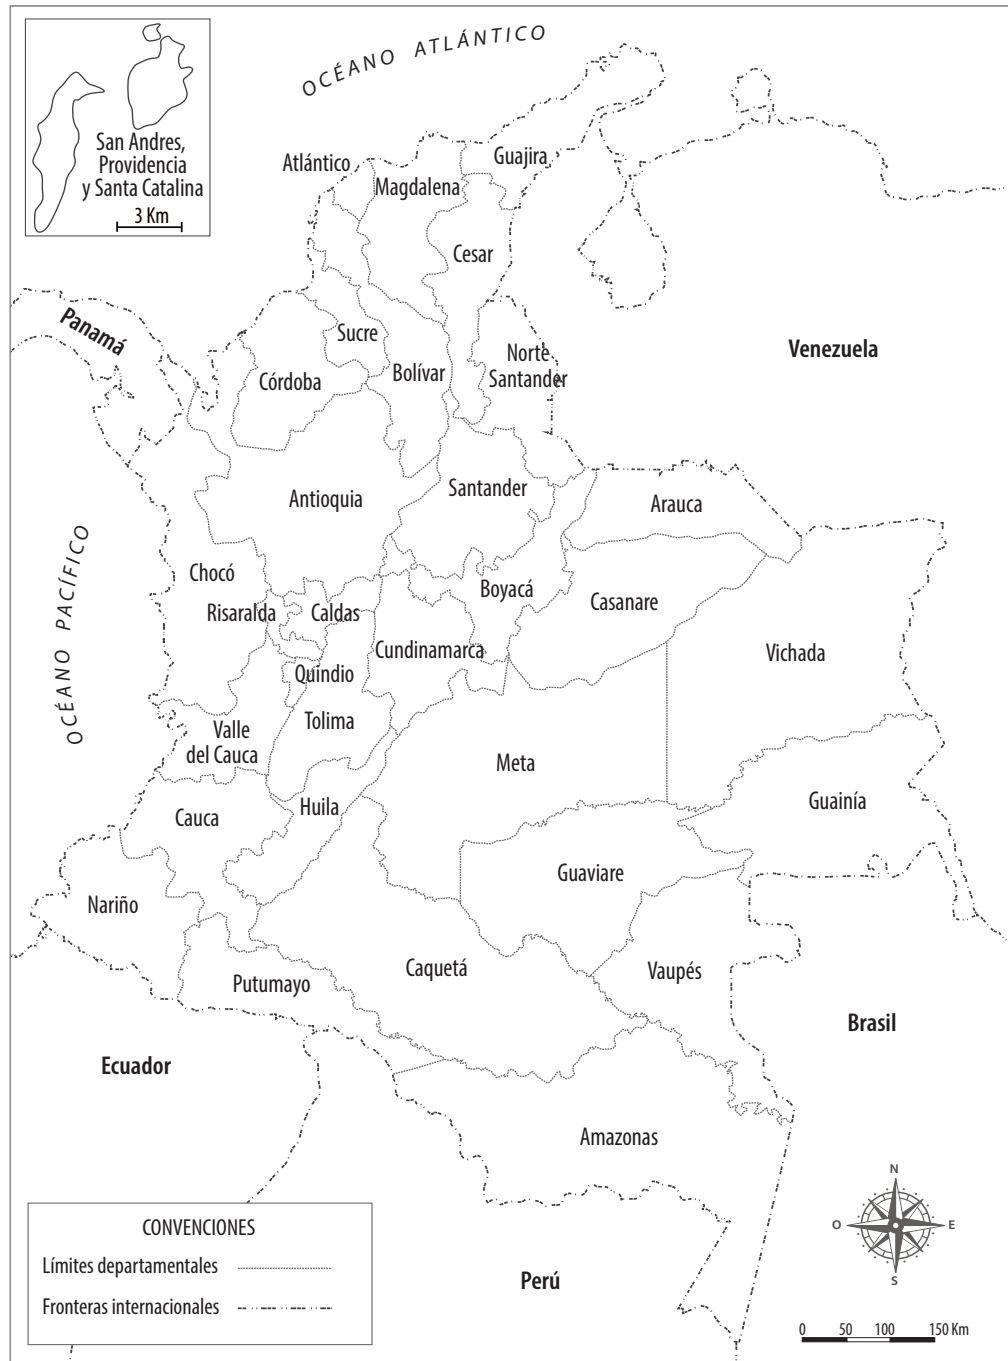 OCÉANO ATLÁNTICO
San Andres,
Providencia
y Santa Catalina
3 Km
Atlántico
Guajira
Magdalena
Cesar
Panamá
Sucre
Norte
Santander
Venezuela
Córdoba
Bolívar
Antioquia
Santander
Arauca
OCÉANO PACÍFICO
Chocó
Boyacá
Casanare
Risaralda
Caldas
Cundinamarca
Vichada
Quindio
Tolima
Valle
del Cauca
Meta
Huila
Guainía
Cauca
Guaviare
Nariño
Caquetá
Vaupés
Putumayo
Brasil
Ecuador
Amazonas
N
O
E
S
CONVENCIONES
Límites departamentales
Fronteras internacionales
Perú
0 50 100 150 Km